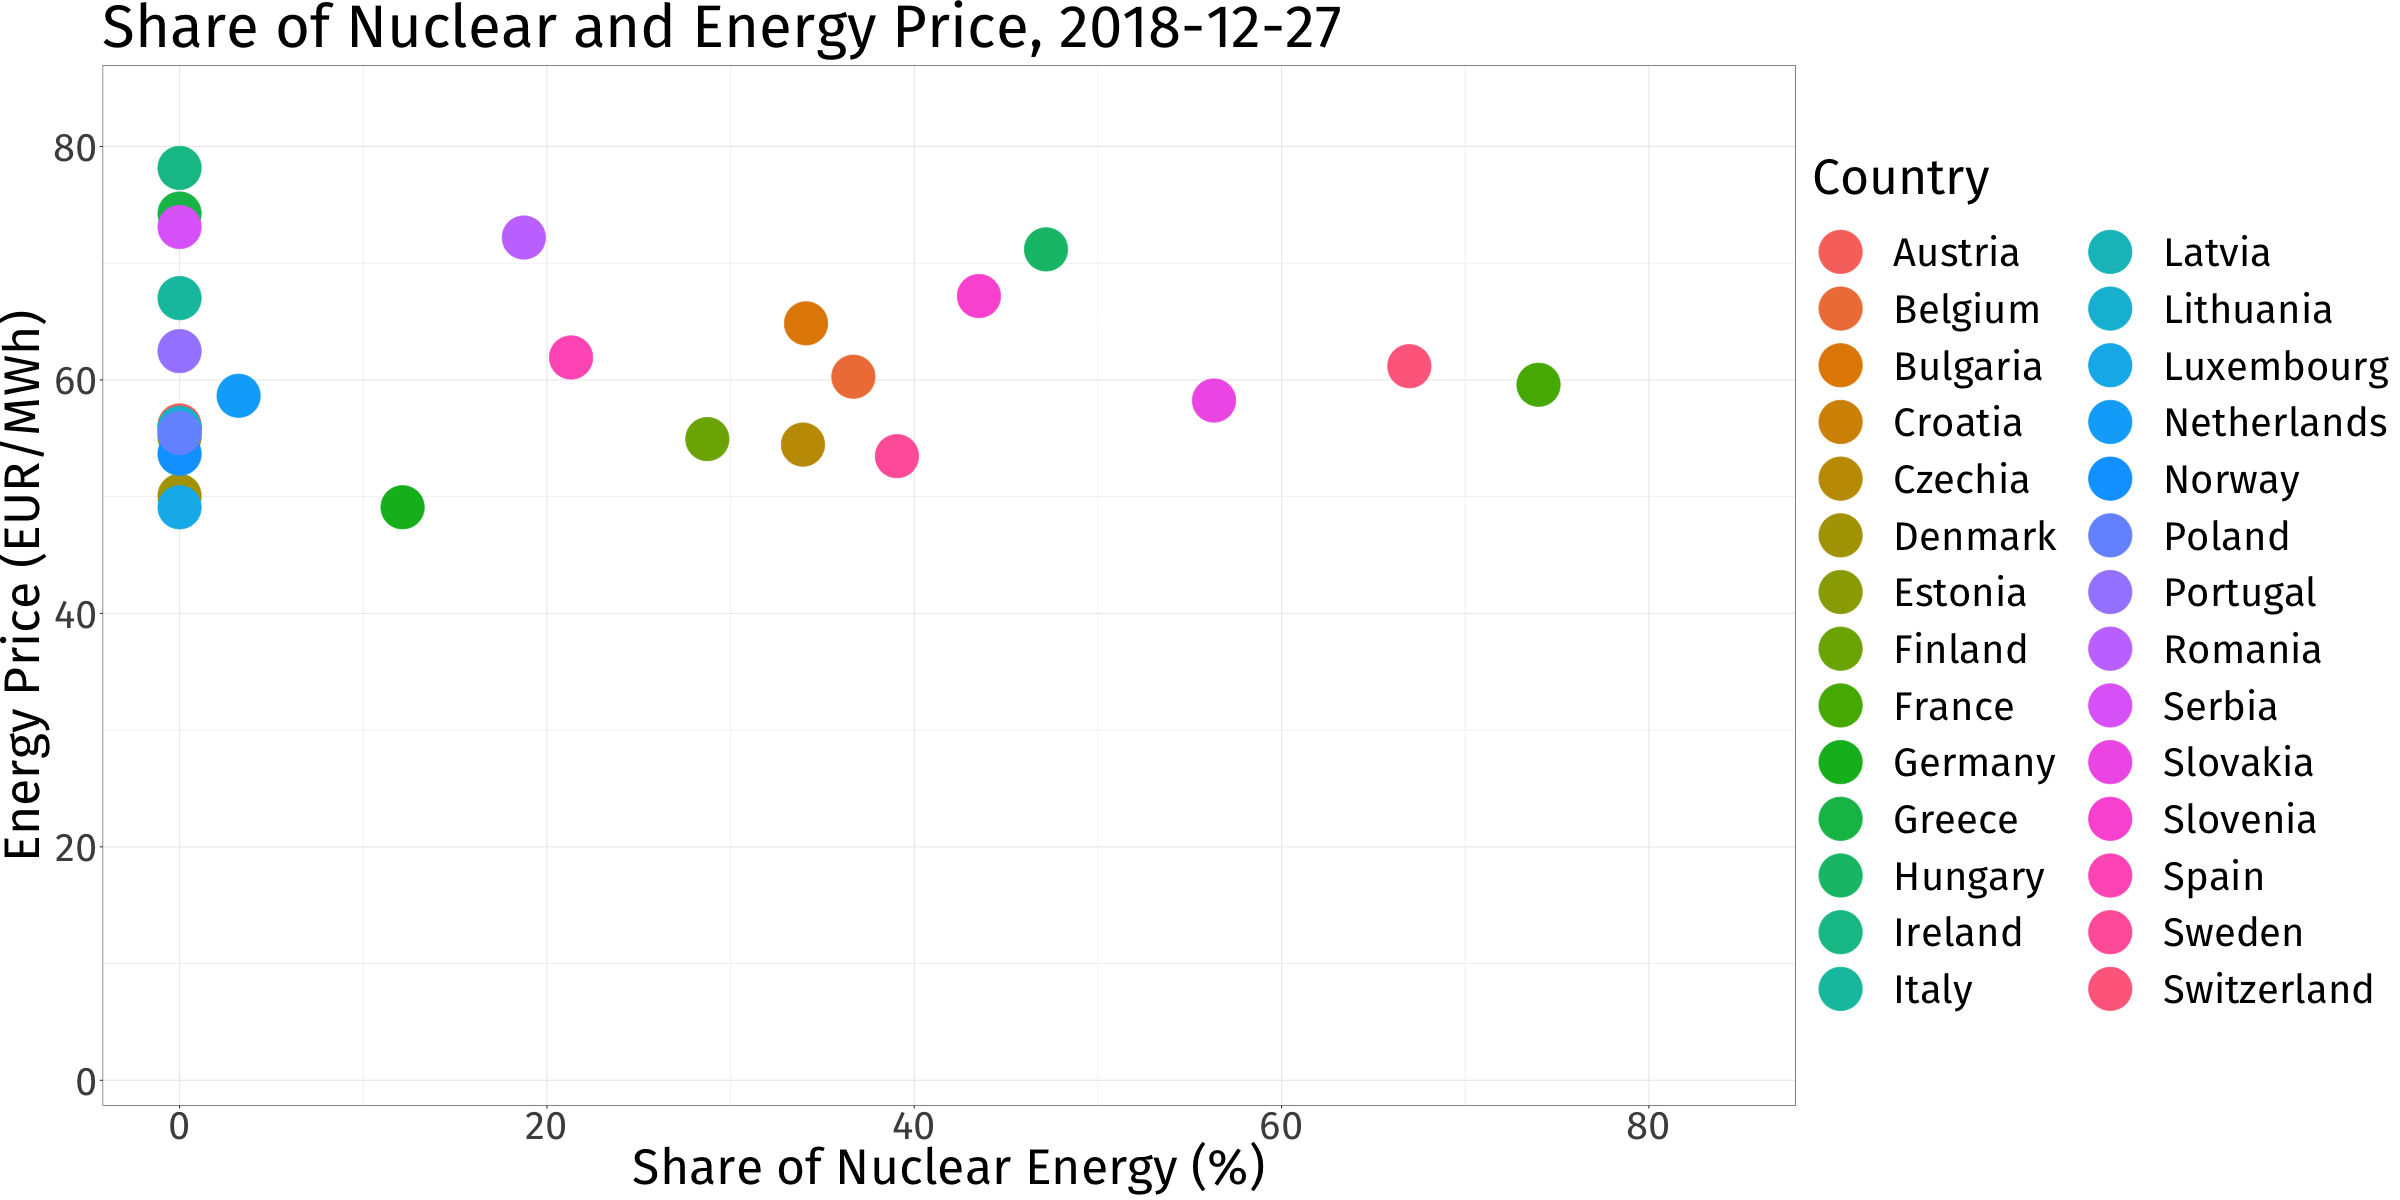 Share of Nuclear and Energy Price, 2018-12-27
Energy Price (EUR/MWh)
80
60
40
20
0
0 20 40 60 80
Share of Nuclear Energy (%)
Country
Austria
Belgium
Bulgaria
Croatia
Czechia
Denmark
Estonia
Finland
France
Germany
Greece
Hungary
Ireland
Italy
Latvia
Lithuania
Luxembourg
Netherlands
Norway
Poland
Portugal
Romania
Serbia
Slovakia
Slovenia
Spain
Sweden
Switzerland